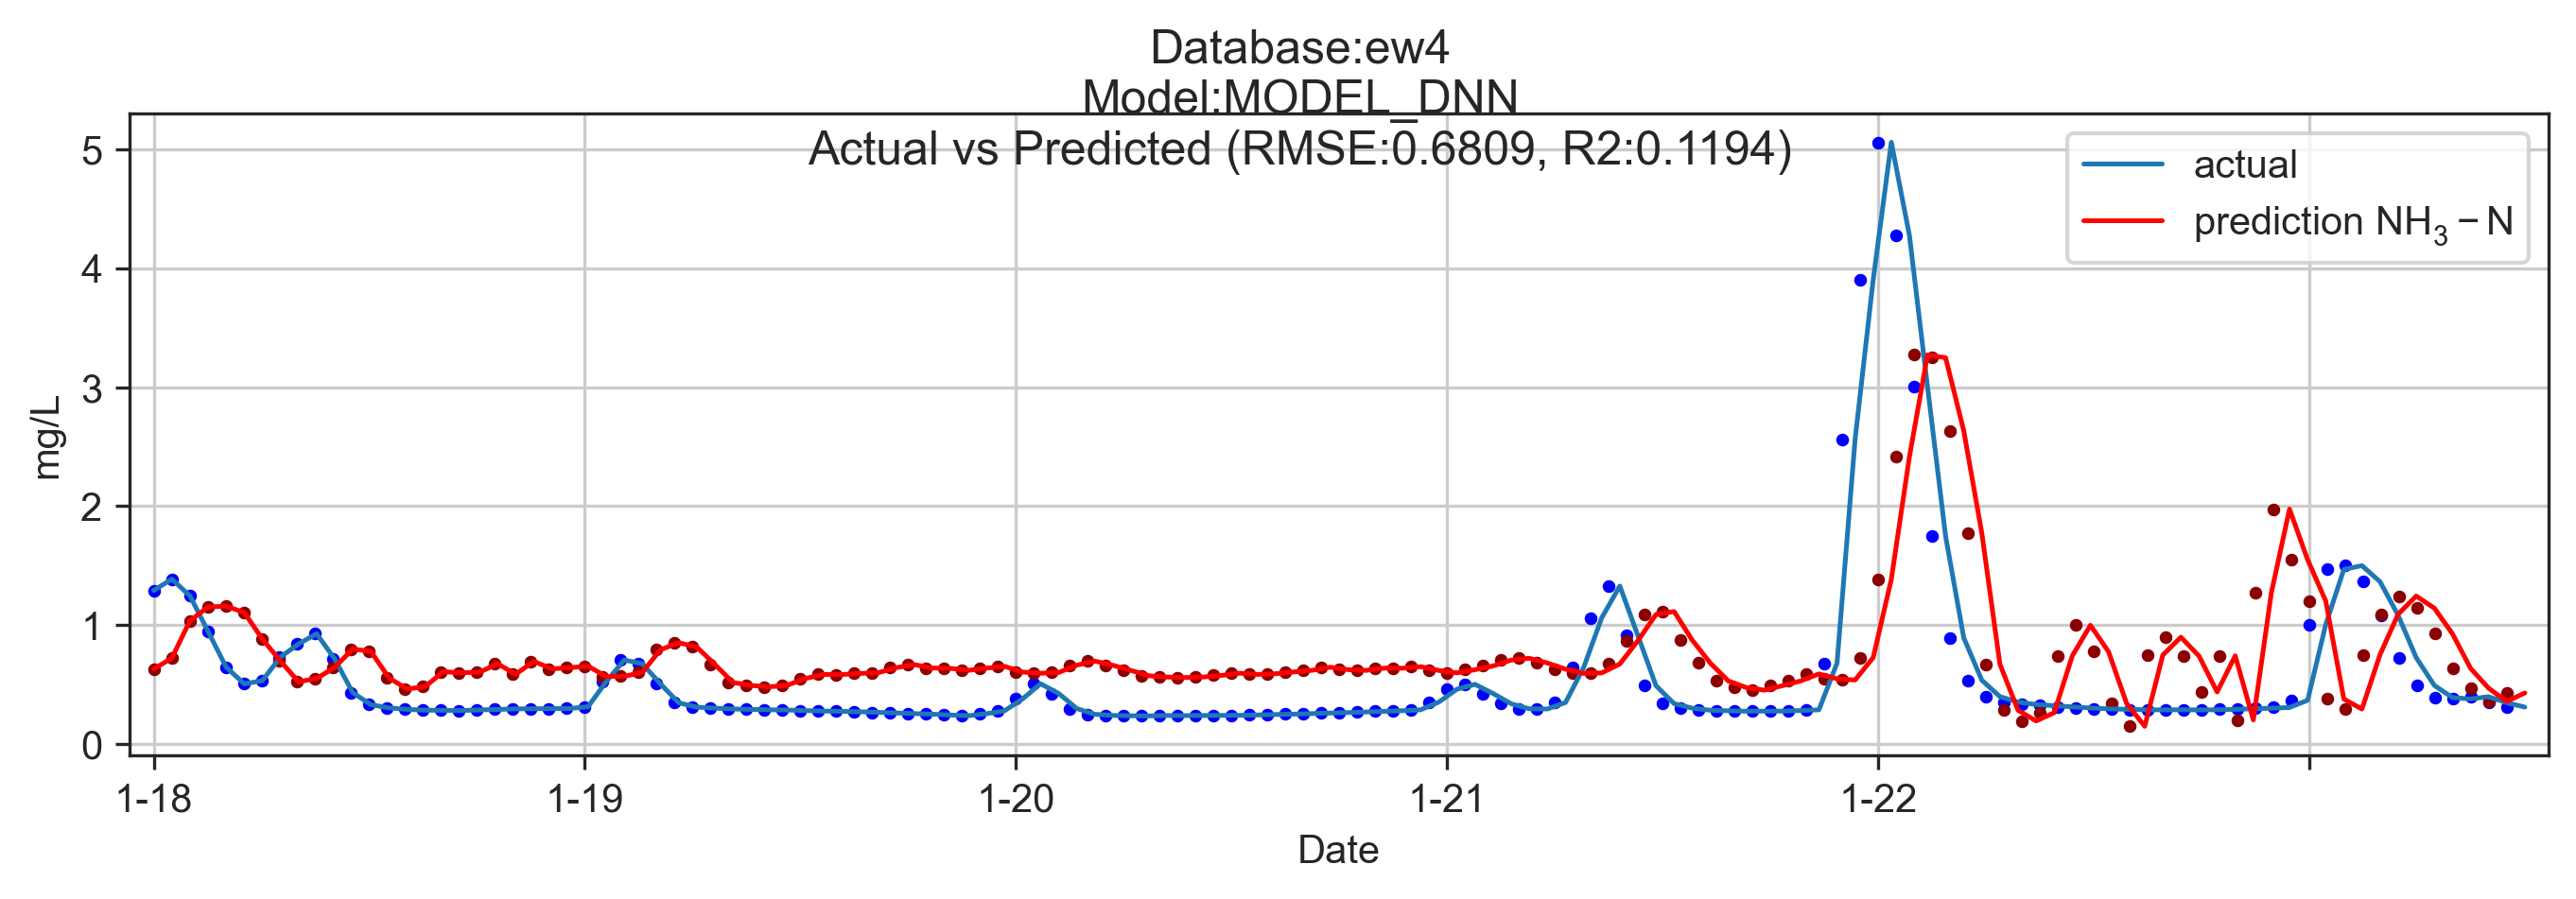 Database:ew4
Model:MODEL_DNN
Actual vs Predicted (RMSE:0.6809, R2:0.1194)
actual
prediction NH₃ − N
5
4
3
2
1
0
mg/L
1-18 1-19 1-20 1-21 1-22
Date